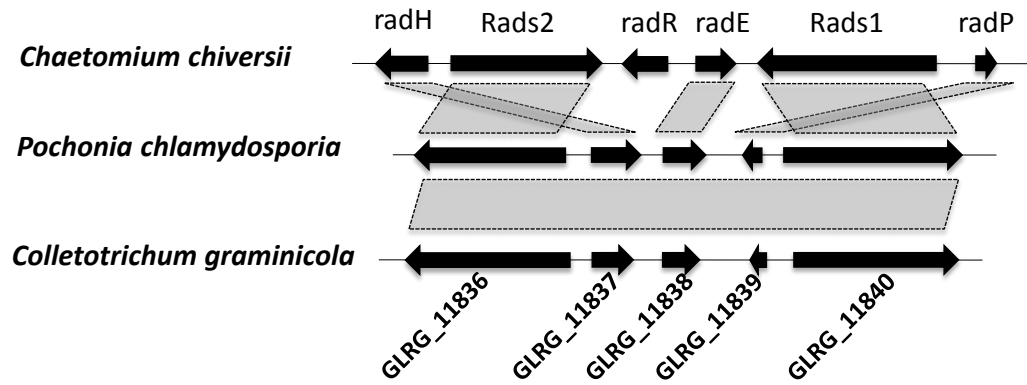 radH Rads2 radR radE Rads1 radP
Chaetomium chiversii
Pochonia chlamydosporia
Colletotrichum graminicola
GLRG_11836
GLRG_11837
GLRG_11838
GLRG_11839
GLRG_11840